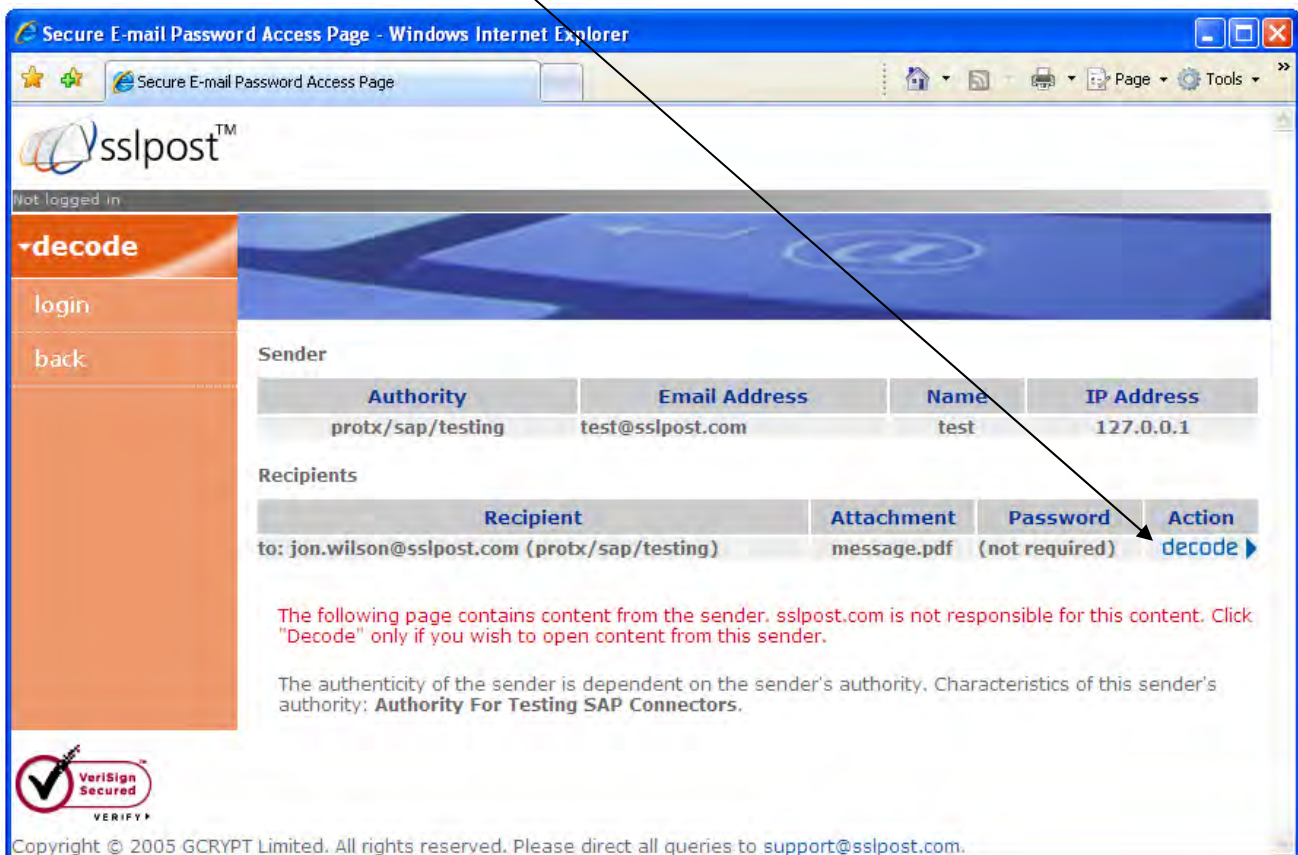 Secure E-mail Password Access Page - Windows Internet Explorer
Secure E-mail Password Access Page
Page
Tools
»
sslpost™
Not logged in
decode
login
back
@
Sender
Authority Email Address Name IP Address
protx/sap/testing test@sslpost.com test 127.0.0.1
Recipients
Recipient Attachment Password Action
to: jon.wilson@sslpost.com (protx/sap/testing) message.pdf (not required) decode
The following page contains content from the sender. sslpost.com is not responsible for this content. Click
"Decode" only if you wish to open content from this sender.
The authenticity of the sender is dependent on the sender's authority. Characteristics of this sender's
authority: Authority For Testing SAP Connectors.
VeriSign
Secured
VERIFY
Copyright © 2005 GCRYPT Limited. All rights reserved. Please direct all queries to support@sslpost.com.